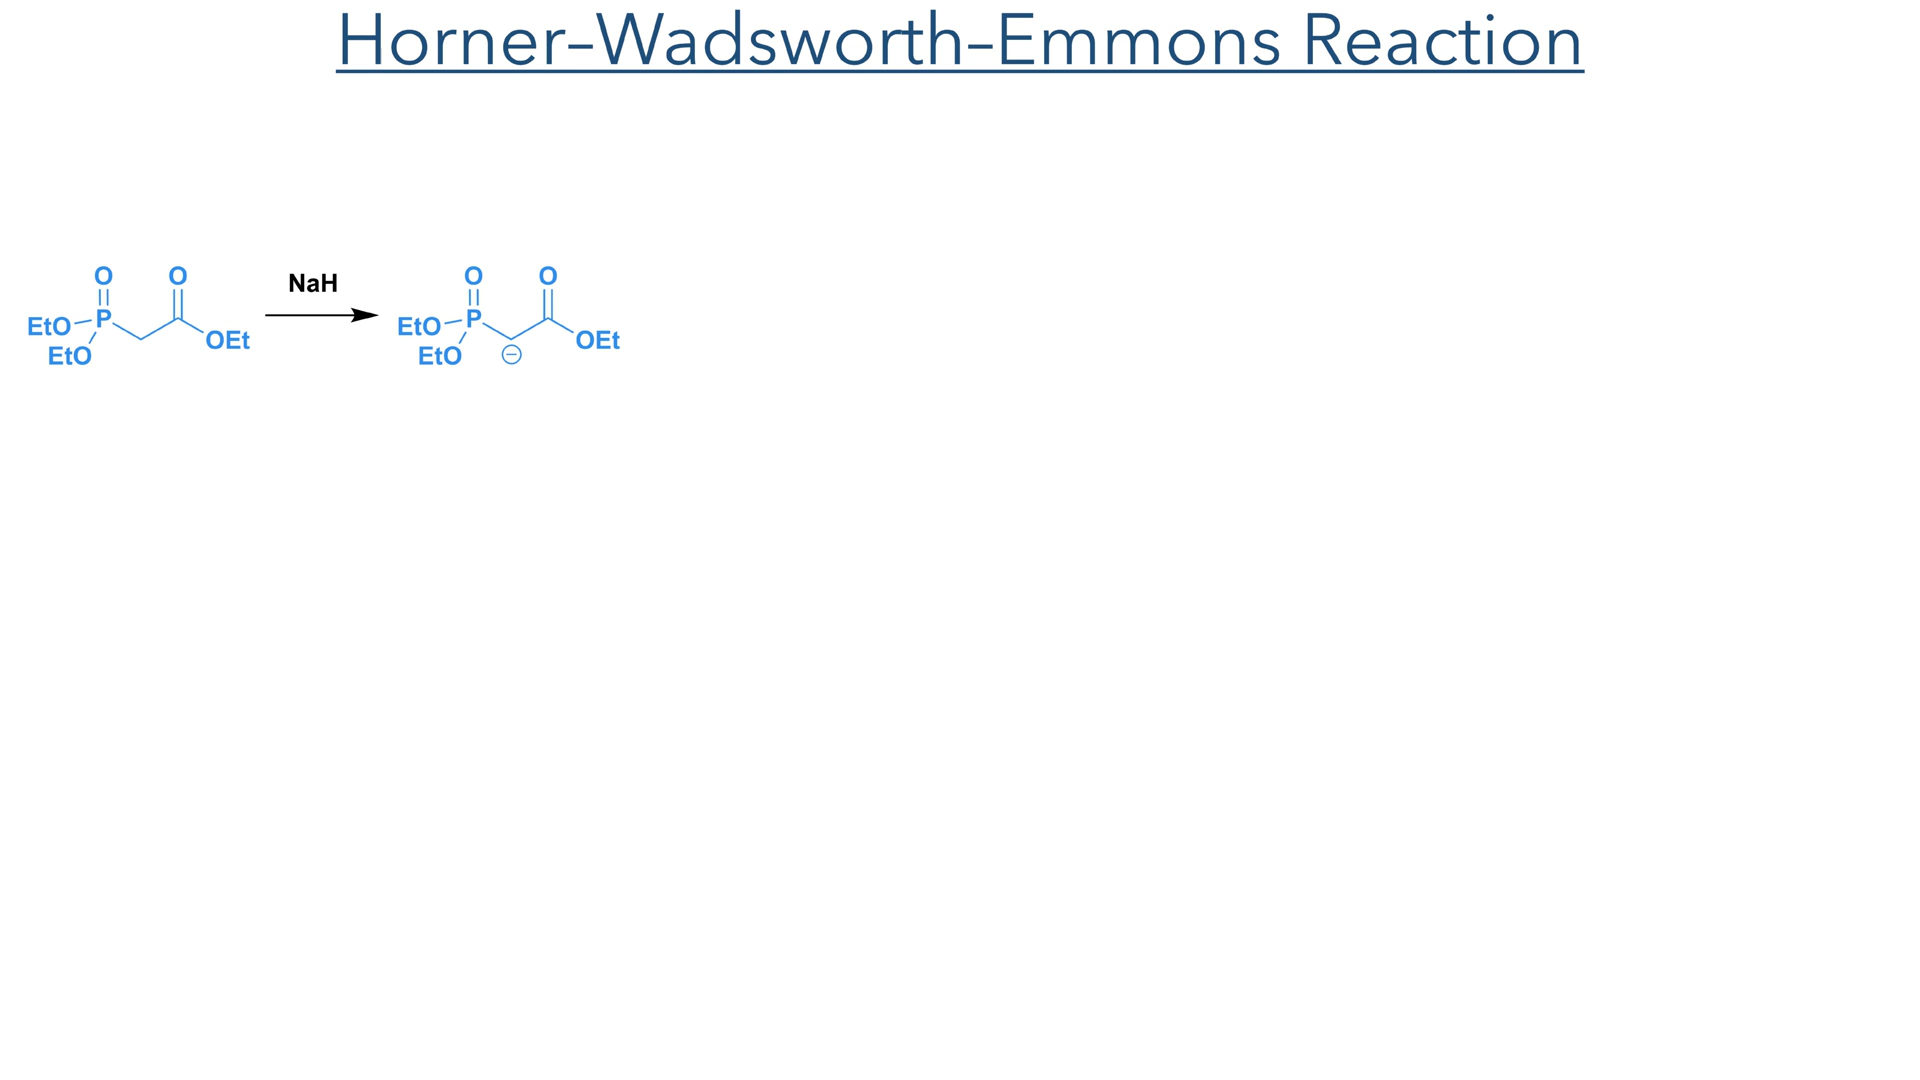 Horner–Wadsworth–Emmons Reaction
O O NaH O O
EtO P OEt EtO P OEt
EtO EtO ⊖